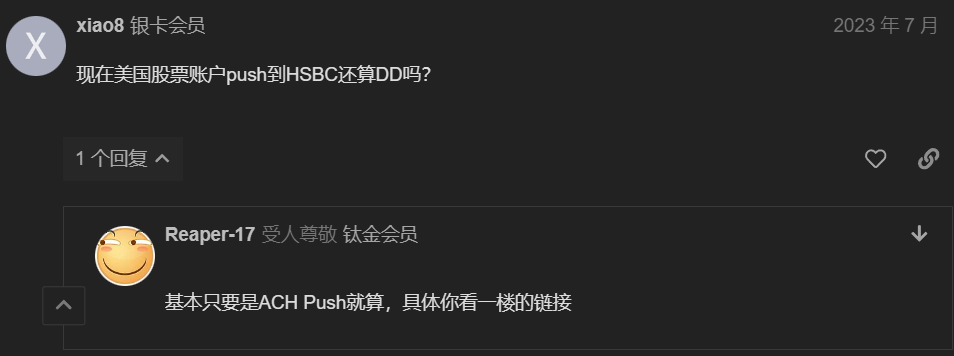 X
xiao8 银卡会员
2023 年 7 月
现在美国股票账户push到HSBC还算DD吗?
1 个回复
Reaper-17 受人尊敬 钛金会员
基本只要是ACH Push就算，具体你看一楼的链接